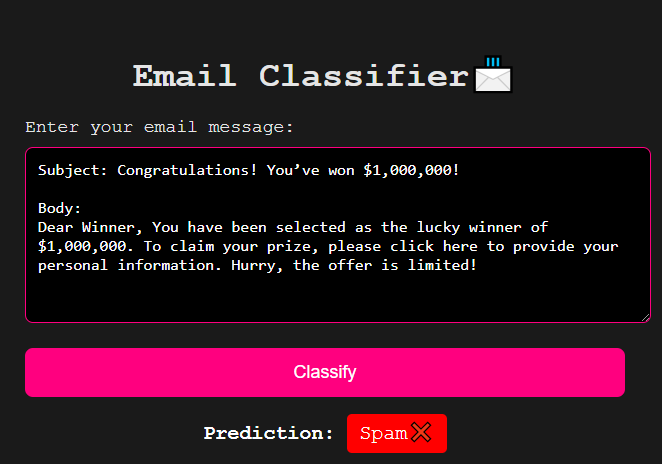 Email Classifier
Enter your email message:
Subject: Congratulations! You’ve won $1,000,000!
Body:
Dear Winner, You have been selected as the lucky winner of
$1,000,000. To claim your prize, please click here to provide your
personal information. Hurry, the offer is limited!
Classify
Prediction: Spam❌